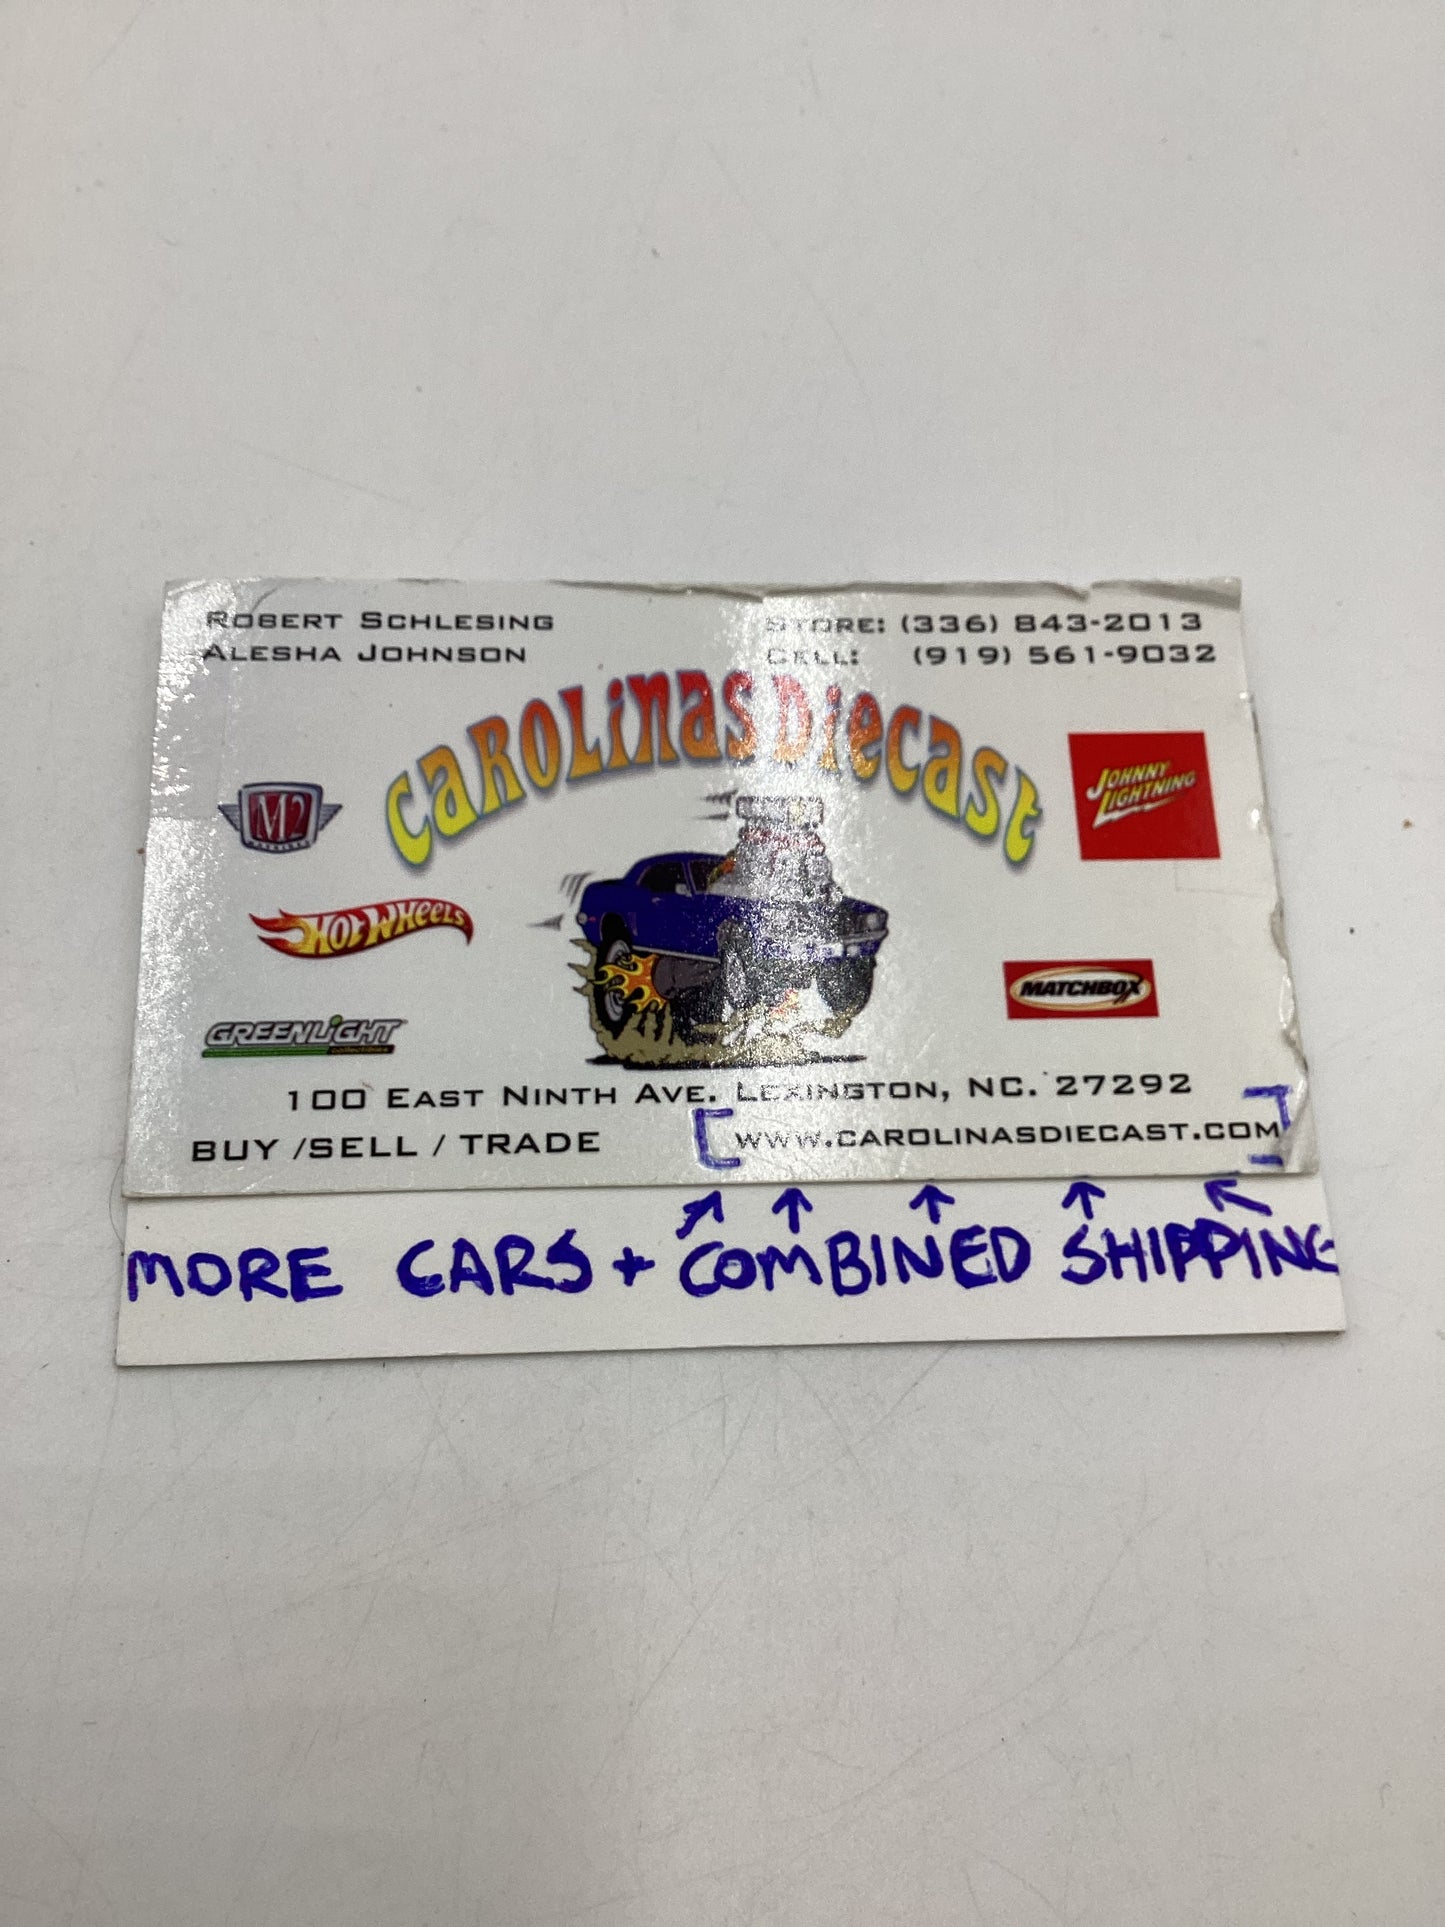 ROBERT SCHLESING
ALESHA JOHNSON
STORE: (336) 843-2013
CELL: (919) 561-9032
CAROLiNAS DiECAST
M2
MACHINES
JOHNNY
LIGHTNING
HOT WHEELS
MATCHBOX
GREENLiGHT
collectibles
100 EAST NINTH AVE. LEXINGTON, NC. 27292
BUY /SELL / TRADE
WWW.CAROLINASDIECAST.COM
MORE CARS + COMBINED SHIPPING